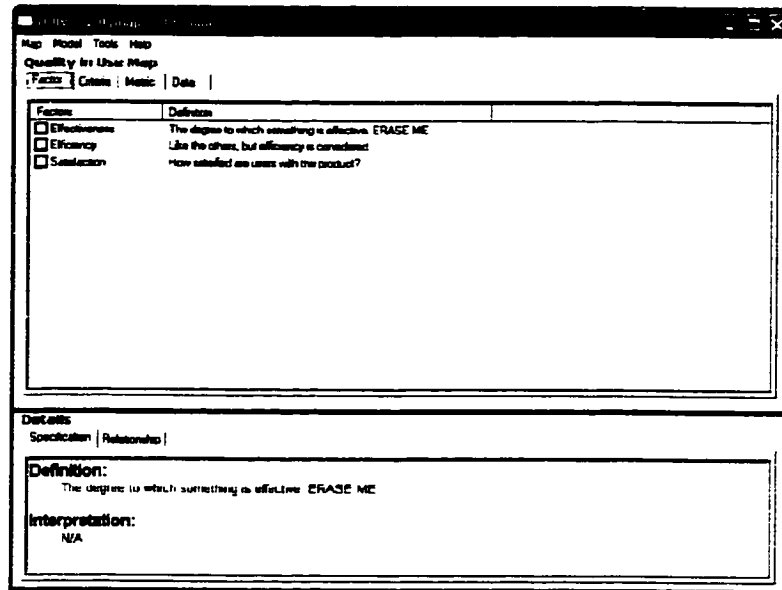 Map Model Tools Help
Quality in Use Map
Factor Criteria Metric Data
Factors Definition
Effectiveness The degree to which something is effective. ERASE ME
Efficiency Like the others, but efficiency is considered
Satisfaction How satisfied are users with the product?
Details
Specification Relationship
Definition:
The degree to which something is effective. ERASE ME
Interpretation:
N/A